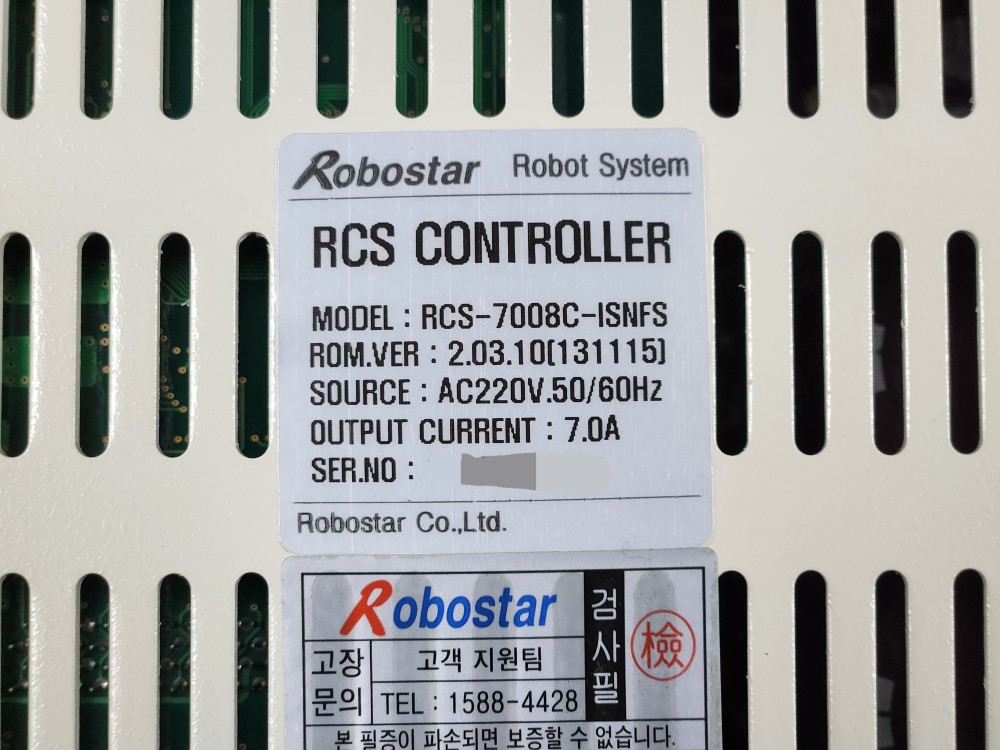 Robostar Robot System
RCS CONTROLLER
MODEL : RCS-7008C-ISNFS
ROM.VER : 2.03.10(131115)
SOURCE : AC220V.50/60Hz
OUTPUT CURRENT : 7.0A
SER.NO :
Robostar Co.,Ltd.
Robostar
검사필
檢
고장
문의
고객 지원팀
TEL : 1588-4428
본 필증이 파손되면 보증할 수 없습니다.